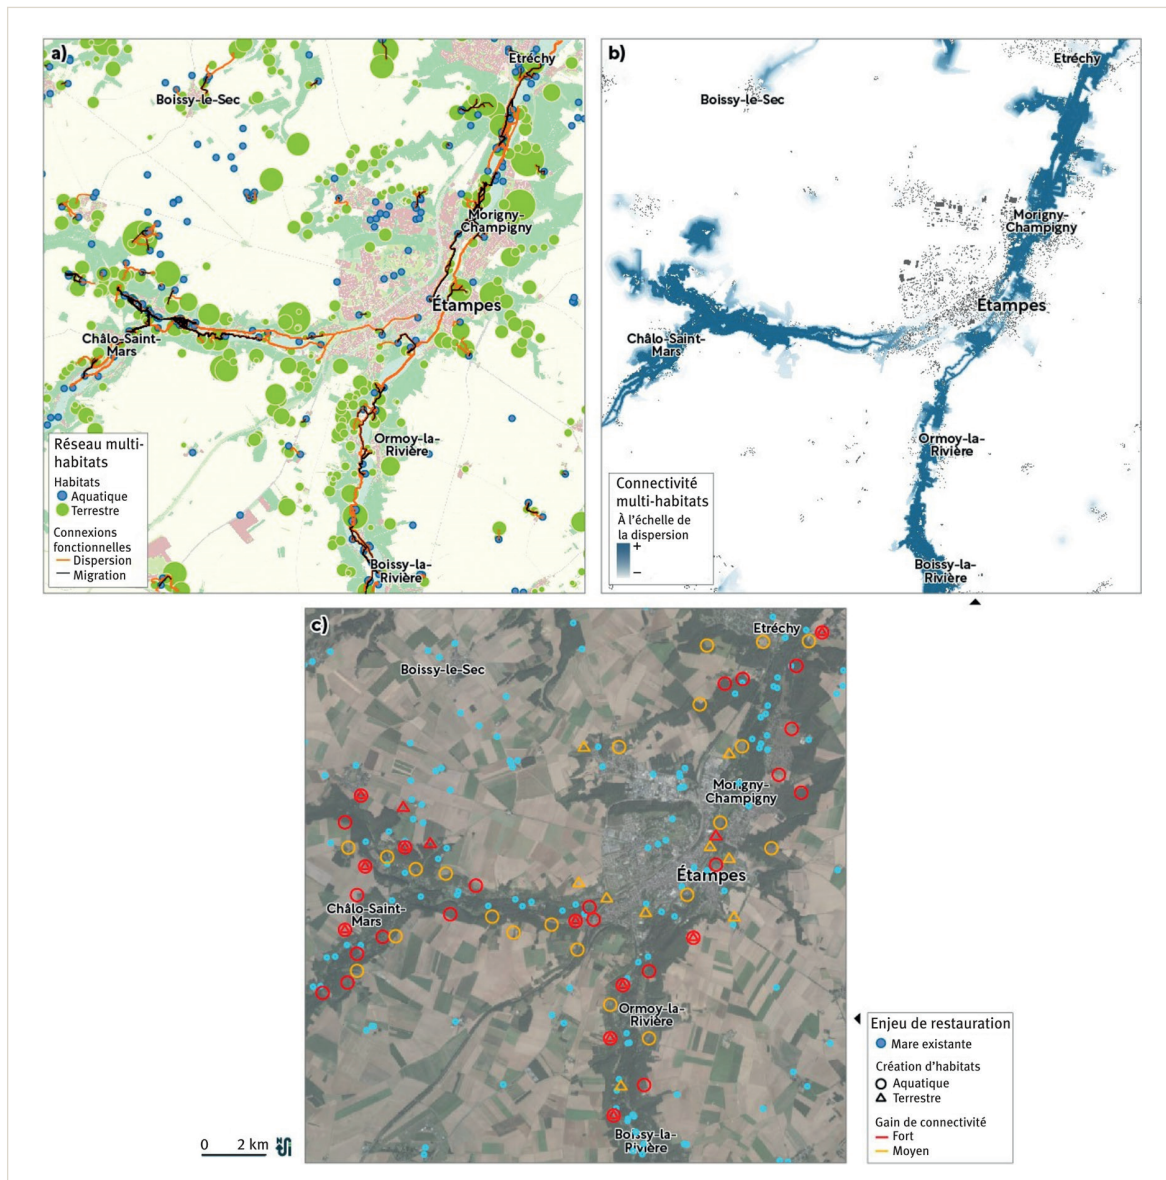 a)
Etréchy
Boissy-le-Sec
Morigny-
Champigny
Étampes
Châlo-Saint-
Mars
Ormoy-la-
Rivière
Boissy-la-
Rivière
Réseau multi-
habitats
Habitats
Aquatique
Terrestre
Connexions
fonctionnelles
Dispersion
Migration
b)
Etréchy
Boissy-le-Sec
Morigny-
Champigny
Étampes
Châlo-Saint-
Mars
Ormoy-la-
Rivière
Boissy-la-
Rivière
Connectivité
multi-habitats
À l'échelle de
la dispersion
+
–
c)
Etréchy
Boissy-le-Sec
Morigny-
Champigny
Étampes
Châlo-Saint-
Mars
Ormoy-la-
Rivière
Boissy-la-
Rivière
0 2 km
Enjeu de restauration
Mare existante
Création d'habitats
Aquatique
Terrestre
Gain de connectivité
Fort
Moyen